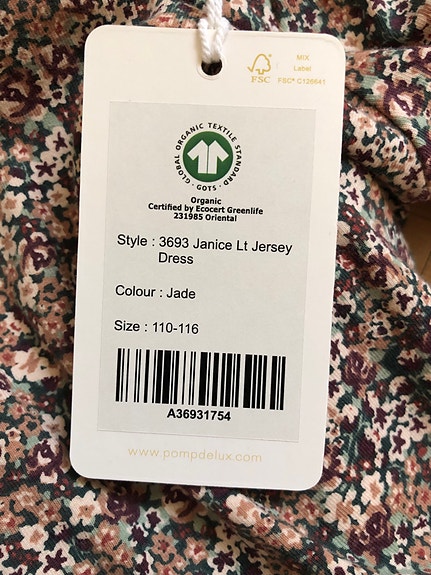 MIX
Label
FSC
FSC® C126641
GLOBAL ORGANIC TEXTILE STANDARD
· GOTS ·
Organic
Certified by Ecocert Greenlife
231985 Oriental
Style : 3693 Janice Lt Jersey
Dress
Colour : Jade
Size : 110-116
A36931754
www.pompdelux.com